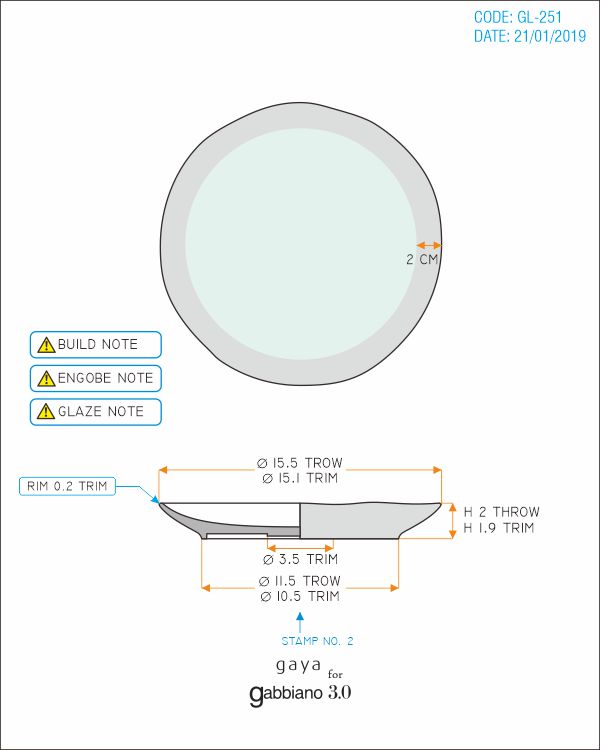 CODE: GL-251
DATE: 21/01/2019
2 CM
BUILD NOTE
ENGOBE NOTE
GLAZE NOTE
Ø 15.5 TROW
Ø 15.1 TRIM
RIM 0.2 TRIM
H 2 THROW
H 1.9 TRIM
Ø 3.5 TRIM
Ø 11.5 TROW
Ø 10.5 TRIM
STAMP NO. 2
gaya for
gabbiano 3.0